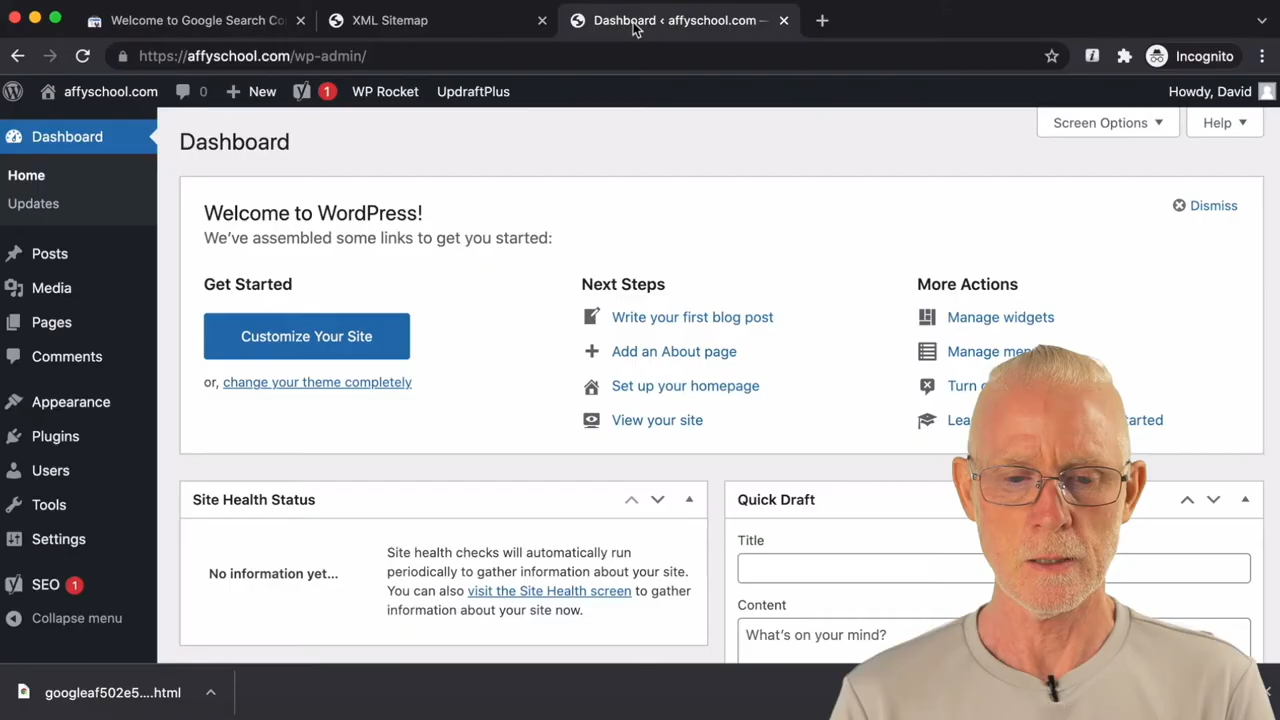 Welcome to Google Search Co
XML Sitemap
Dashboard ‹ affyschool.com —
https://affyschool.com/wp-admin/
Incognito
affyschool.com
0
New
1
WP Rocket
UpdraftPlus
Howdy, David
Dashboard
Home
Updates
Posts
Media
Pages
Comments
Appearance
Plugins
Users
Tools
Settings
SEO 1
Collapse menu
Dashboard
Screen Options
Help
Welcome to WordPress!
We've assembled some links to get you started:
Dismiss
Get Started
Customize Your Site
or, change your theme completely
Next Steps
Write your first blog post
Add an About page
Set up your homepage
View your site
More Actions
Manage widgets
Manage
Turn
Site Health Status
No information yet...
Site health checks will automatically run
periodically to gather information about your site.
You can also visit the Site Health screen to gather
information about your site now.
Quick Draft
Title
Content
What's on your mind?
googleaf502e5....html